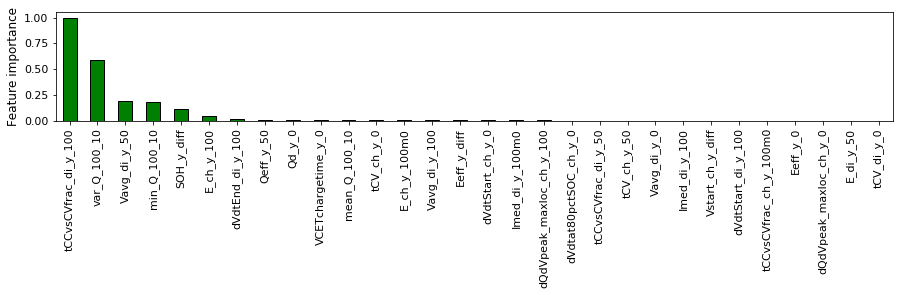 Feature importance
1.00
0.75
0.50
0.25
0.00
tCCvsCVfrac_di_y_100
var_Q_100_10
Vavg_di_y_50
min_Q_100_10
SOH_y_diff
E_ch_y_100
dVdtEnd_di_y_100
Qeff_y_50
Qd_y_0
VCETchargetime_y_0
mean_Q_100_10
tCV_ch_y_0
E_ch_y_100m0
Vavg_di_y_100
Eeff_y_diff
dVdtStart_ch_y_0
Imed_di_y_100m0
dQdVpeak_maxloc_ch_y_100
dVdtat80pctSOC_ch_y_0
tCCvsCVfrac_di_y_50
tCV_ch_y_50
Vavg_di_y_0
Imed_di_y_100
Vstart_ch_y_diff
dVdtStart_di_y_100
tCCvsCVfrac_ch_y_100m0
Eeff_y_0
dQdVpeak_maxloc_ch_y_0
E_di_y_50
tCV_di_y_0